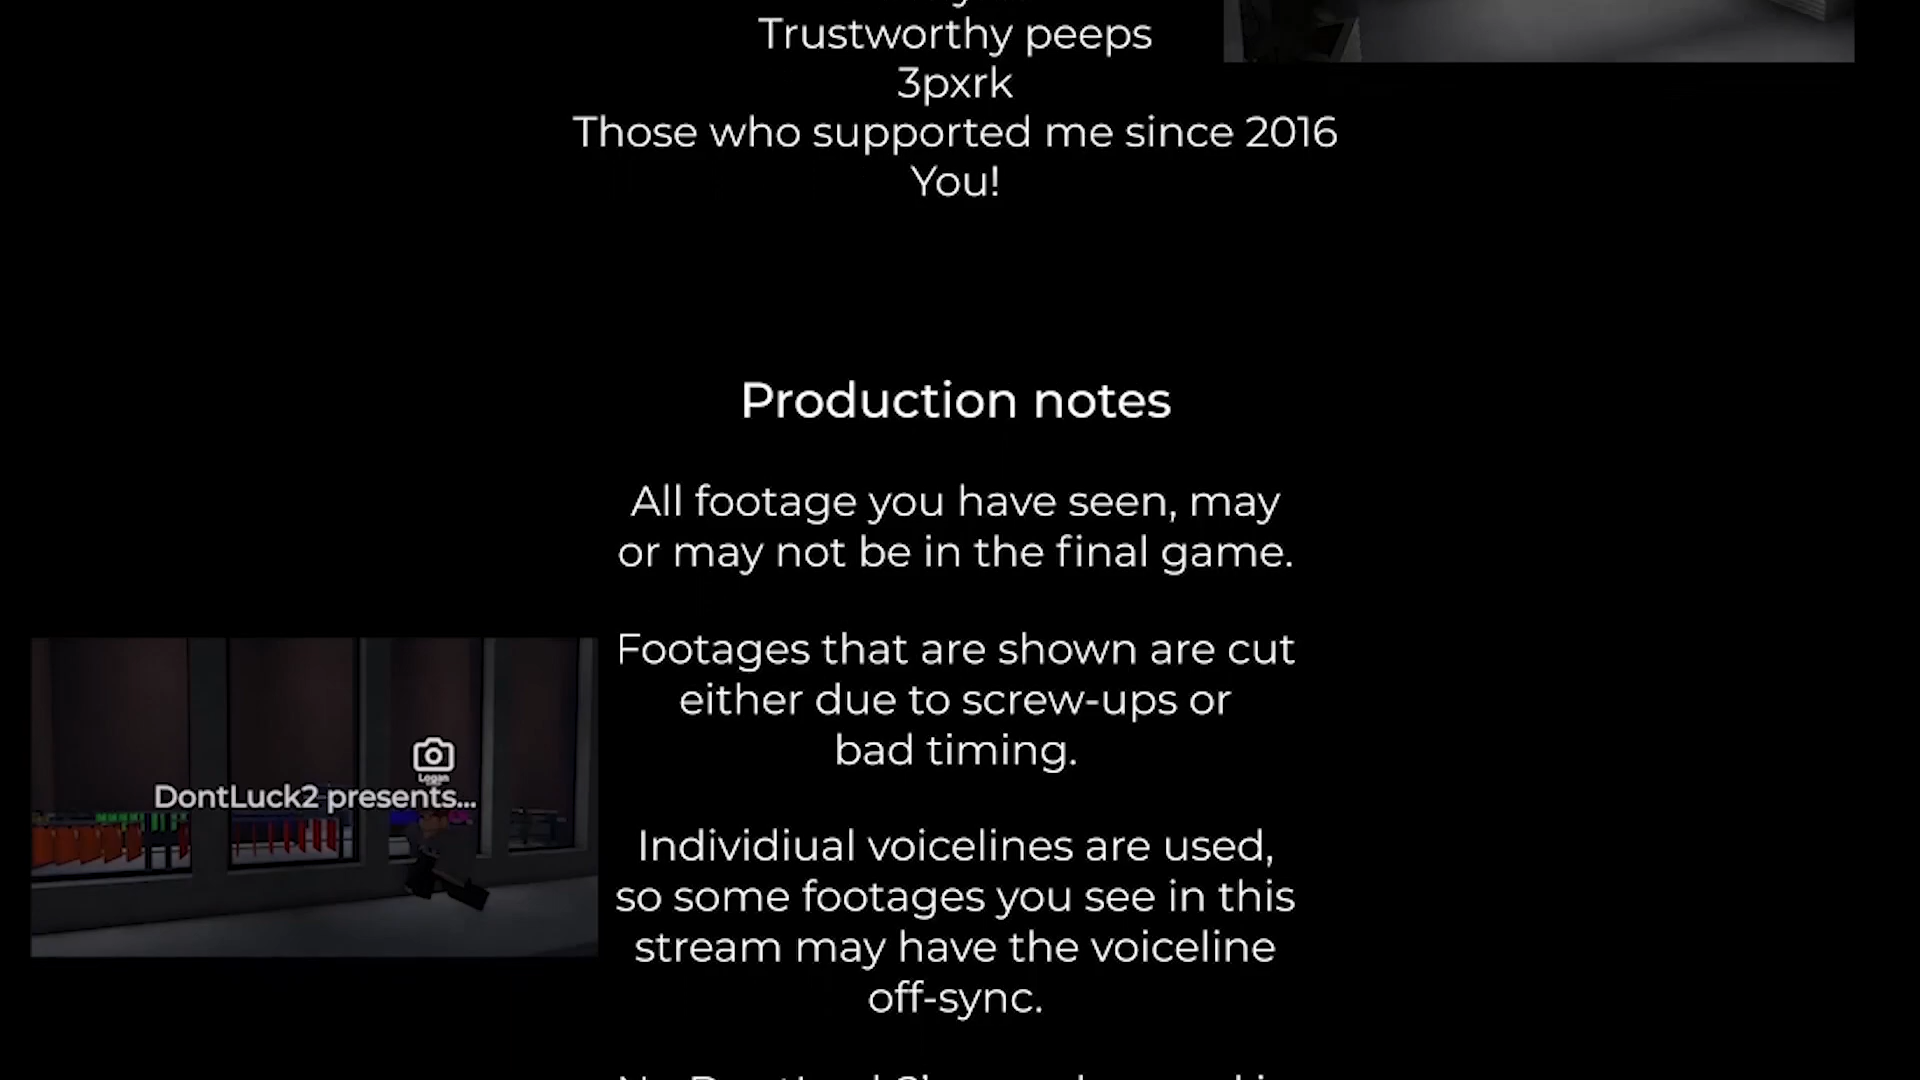 Trustworthy peeps
3pxrk
Those who supported me since 2016
You!
Production notes
All footage you have seen, may
or may not be in the final game.
Footages that are shown are cut
either due to screw-ups or
bad timing.
Logan
DontLuck2 presents...
Individiual voicelines are used,
so some footages you see in this
stream may have the voiceline
off-sync.